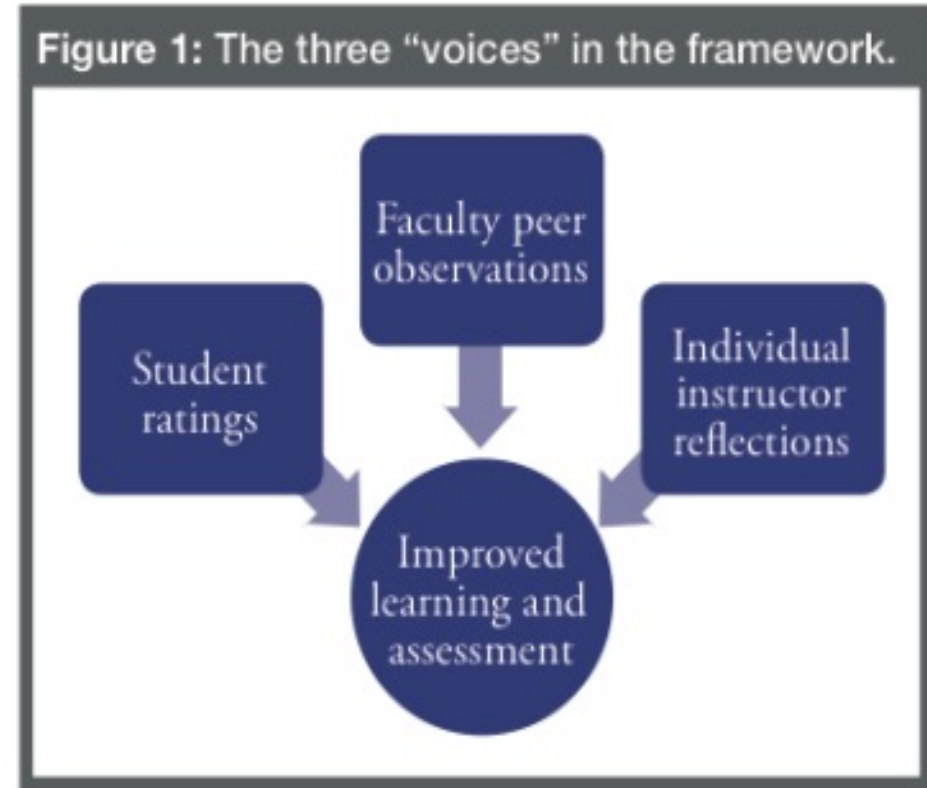 Figure 1: The three “voices” in the framework.
Faculty peer
observations
Student
ratings
Individual
instructor
reflections
Improved
learning and
assessment